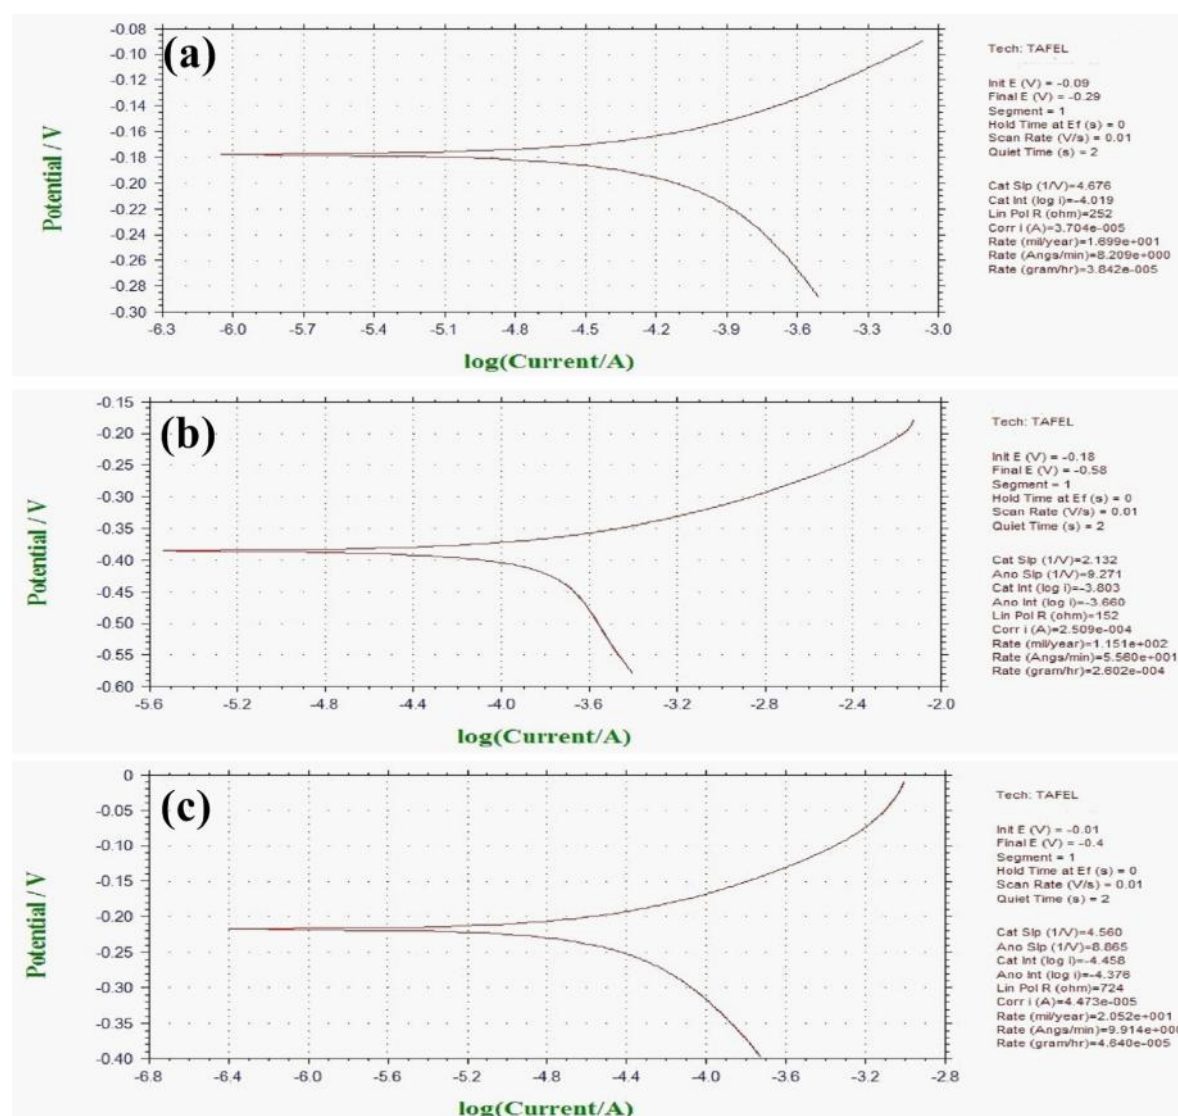 (a)
Potential / V
-0.08
-0.10
-0.12
-0.14
-0.16
-0.18
-0.20
-0.22
-0.24
-0.26
-0.28
-0.30
-6.3 -6.0 -5.7 -5.4 -5.1 -4.8 -4.5 -4.2 -3.9 -3.6 -3.3 -3.0
log(Current/A)
Tech: TAFEL
Init E (V) = -0.09
Final E (V) = -0.29
Segment = 1
Hold Time at Ef (s) = 0
Scan Rate (V/s) = 0.01
Quiet Time (s) = 2
Cat Slp (1/V)=4.676
Cat Int (log i)=-4.019
Lin Pol R (ohm)=252
Corr i (A)=3.704e-005
Rate (mil/year)=1.699e+001
Rate (Angs/min)=8.209e+000
Rate (gram/hr)=3.842e-005
(b)
Potential / V
-0.15
-0.20
-0.25
-0.30
-0.35
-0.40
-0.45
-0.50
-0.55
-0.60
-5.6 -5.2 -4.8 -4.4 -4.0 -3.6 -3.2 -2.8 -2.4 -2.0
log(Current/A)
Tech: TAFEL
Init E (V) = -0.18
Final E (V) = -0.58
Segment = 1
Hold Time at Ef (s) = 0
Scan Rate (V/s) = 0.01
Quiet Time (s) = 2
Cat Slp (1/V)=2.132
Ano Slp (1/V)=9.271
Cat Int (log i)=-3.803
Ano Int (log i)=-3.660
Lin Pol R (ohm)=152
Corr i (A)=2.509e-004
Rate (mil/year)=1.151e+002
Rate (Angs/min)=5.560e+001
Rate (gram/hr)=2.602e-004
(c)
Potential / V
0
-0.05
-0.10
-0.15
-0.20
-0.25
-0.30
-0.35
-0.40
-6.8 -6.4 -6.0 -5.6 -5.2 -4.8 -4.4 -4.0 -3.6 -3.2 -2.8
log(Current/A)
Tech: TAFEL
Init E (V) = -0.01
Final E (V) = -0.4
Segment = 1
Hold Time at Ef (s) = 0
Scan Rate (V/s) = 0.01
Quiet Time (s) = 2
Cat Slp (1/V)=4.560
Ano Slp (1/V)=8.865
Cat Int (log i)=-4.458
Ano Int (log i)=-4.376
Lin Pol R (ohm)=724
Corr i (A)=4.473e-005
Rate (mil/year)=2.052e+001
Rate (Angs/min)=9.914e+00
Rate (gram/hr)=4.640e-005